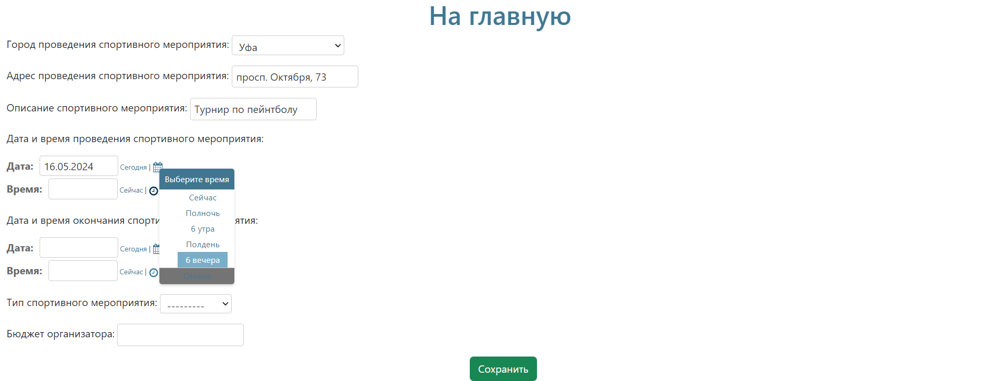 На главную
Город проведения спортивного мероприятия: Уфа
Адрес проведения спортивного мероприятия: просп. Октября, 73
Описание спортивного мероприятия: Турнир по пейнтболу
Дата и время проведения спортивного мероприятия:
Дата: 16.05.2024 Сегодня |
Время: Сейчас |
Выберите время
Сейчас
Полночь
6 утра
Полдень
6 вечера
Отмена
Дата и время окончания спорти ятия:
Дата: Сегодня |
Время: Сейчас |
Тип спортивного мероприятия: ---------
Бюджет организатора:
Сохранить